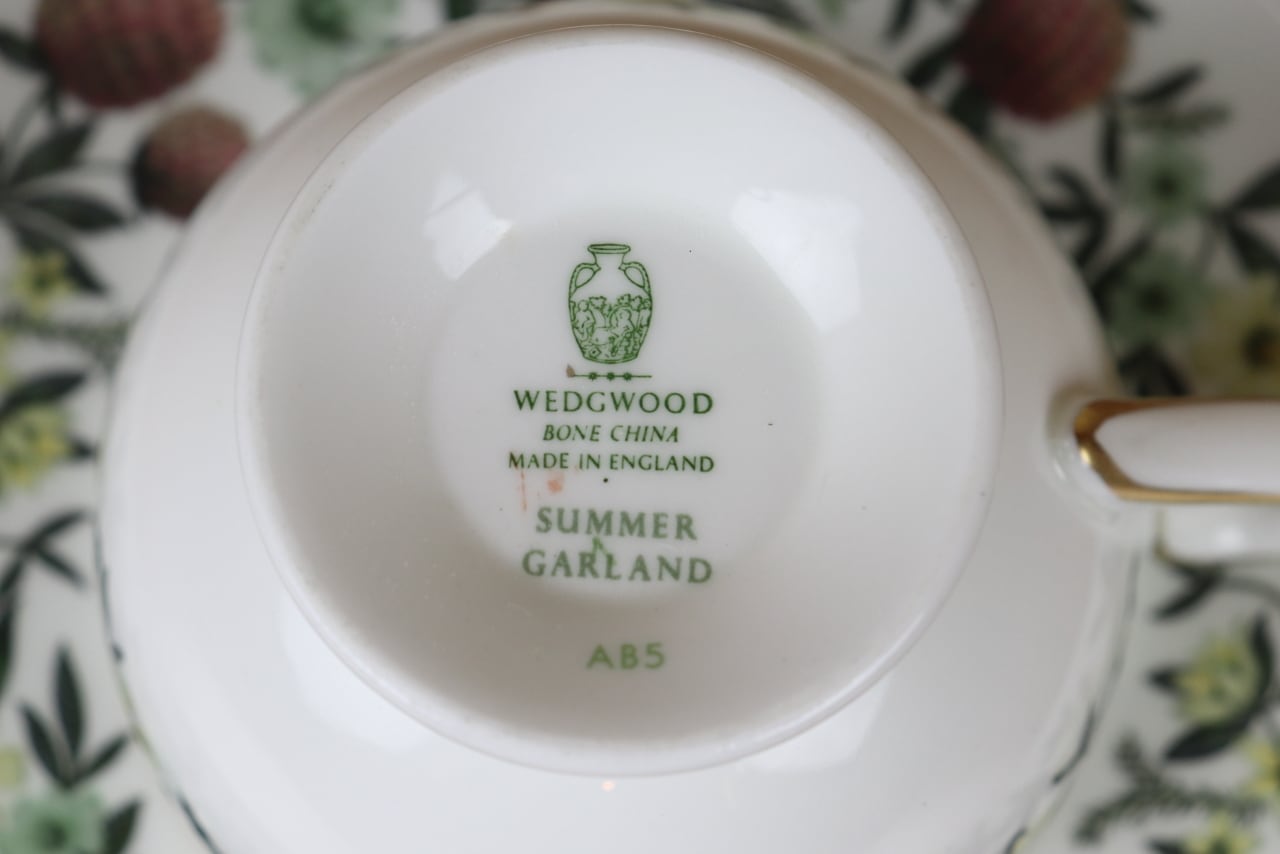 WEDGWOOD
BONE CHINA
MADE IN ENGLAND
SUMMER
GARLAND
AB5